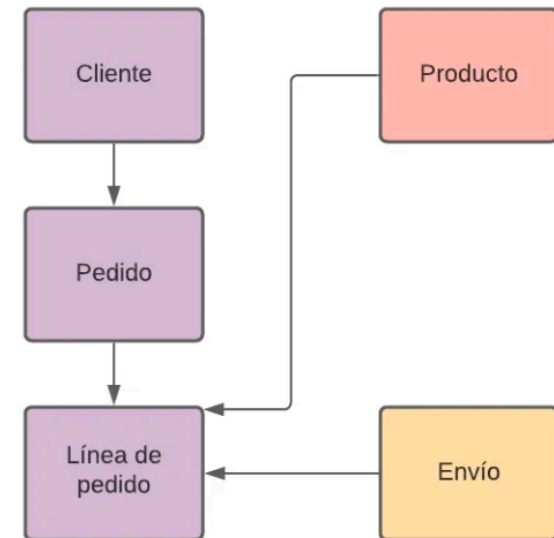 Cliente
Producto
Pedido
Línea de
pedido
Envío